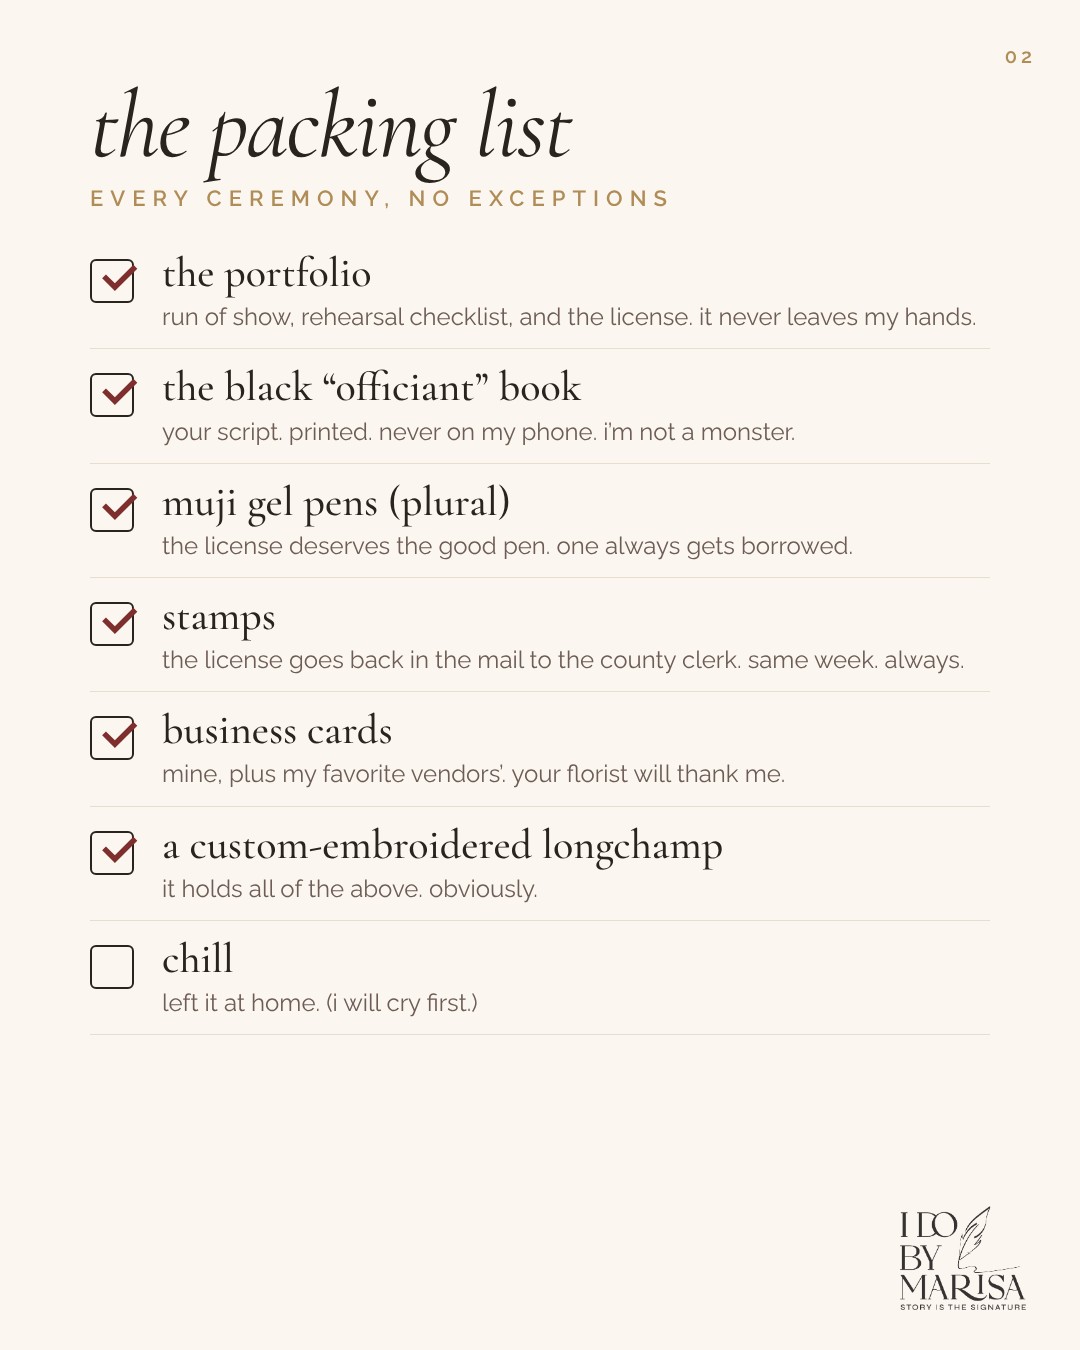 02
the packing list
EVERY CEREMONY, NO EXCEPTIONS
the portfolio
run of show, rehearsal checklist, and the license. it never leaves my hands.
the black “officiant” book
your script. printed. never on my phone. i’m not a monster.
muji gel pens (plural)
the license deserves the good pen. one always gets borrowed.
stamps
the license goes back in the mail to the county clerk. same week. always.
business cards
mine, plus my favorite vendors’. your florist will thank me.
a custom-embroidered longchamp
it holds all of the above. obviously.
chill
left it at home. (i will cry first.)
I DO
BY
MARISA
STORY IS THE SIGNATURE